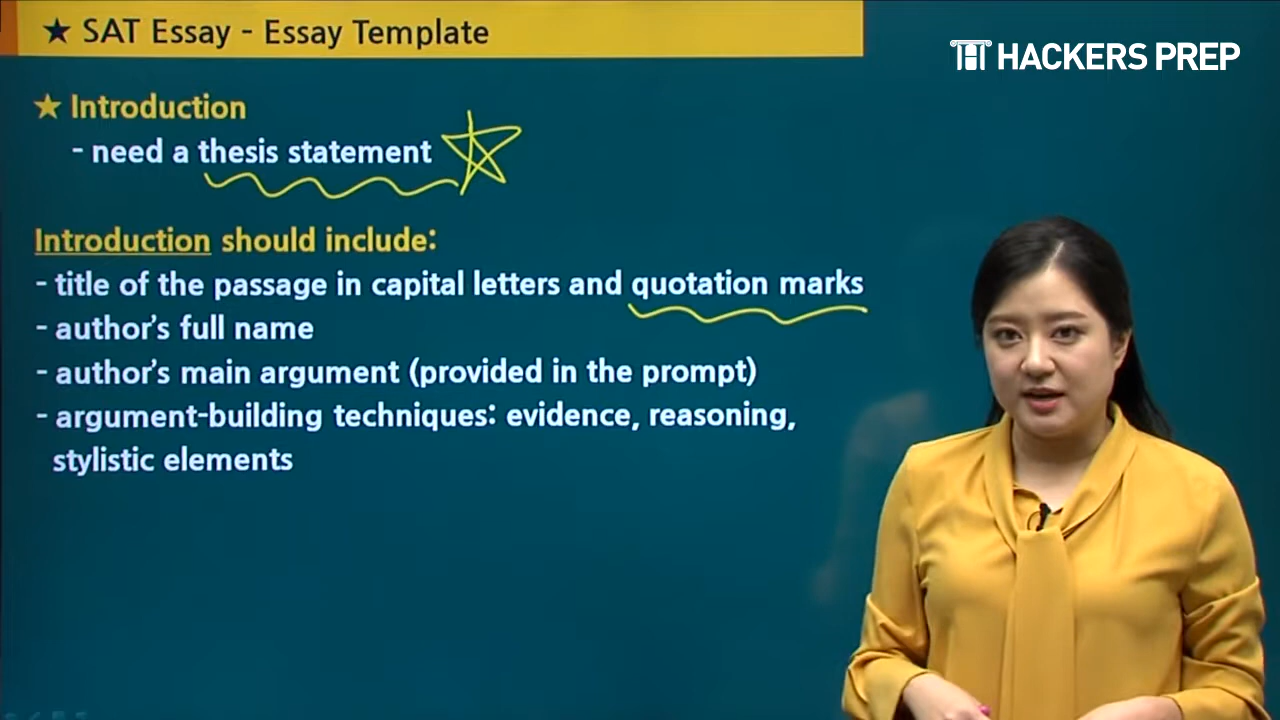 ★ SAT Essay - Essay Template
HACKERS PREP
★ Introduction
- need a thesis statement
Introduction should include:
- title of the passage in capital letters and quotation marks
- author's full name
- author's main argument (provided in the prompt)
- argument-building techniques: evidence, reasoning,
stylistic elements